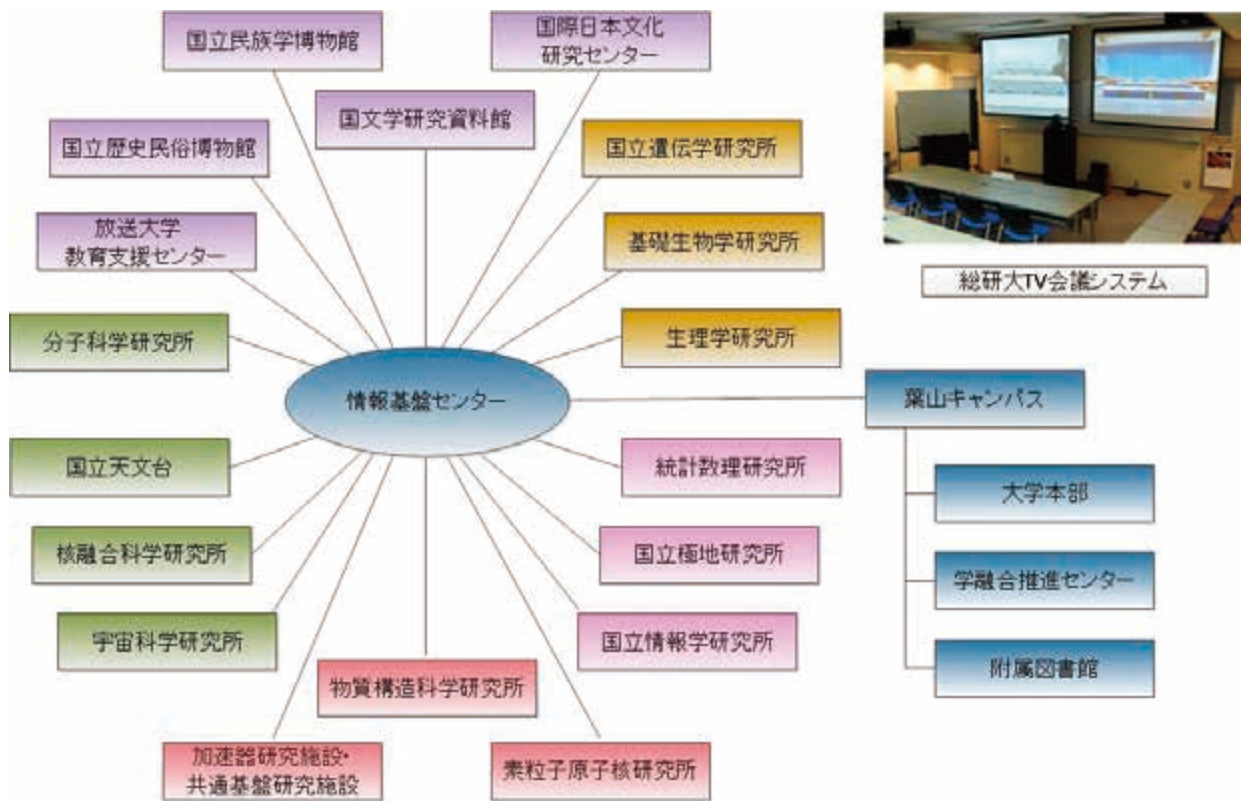 国立民族学博物館
国際日本文化
研究センター
国文学研究資料館
国立歴史民俗博物館
国立遺伝学研究所
放送大学
教育支援センター
基礎生物学研究所
総研大TV会議システム
分子科学研究所
生理学研究所
情報基盤センター
葉山キャンパス
国立天文台
統計数理研究所
大学本部
核融合科学研究所
国立極地研究所
学融合推進センター
宇宙科学研究所
国立情報学研究所
附属図書館
物質構造科学研究所
加速器研究施設・
共通基盤研究施設
素粒子原子核研究所